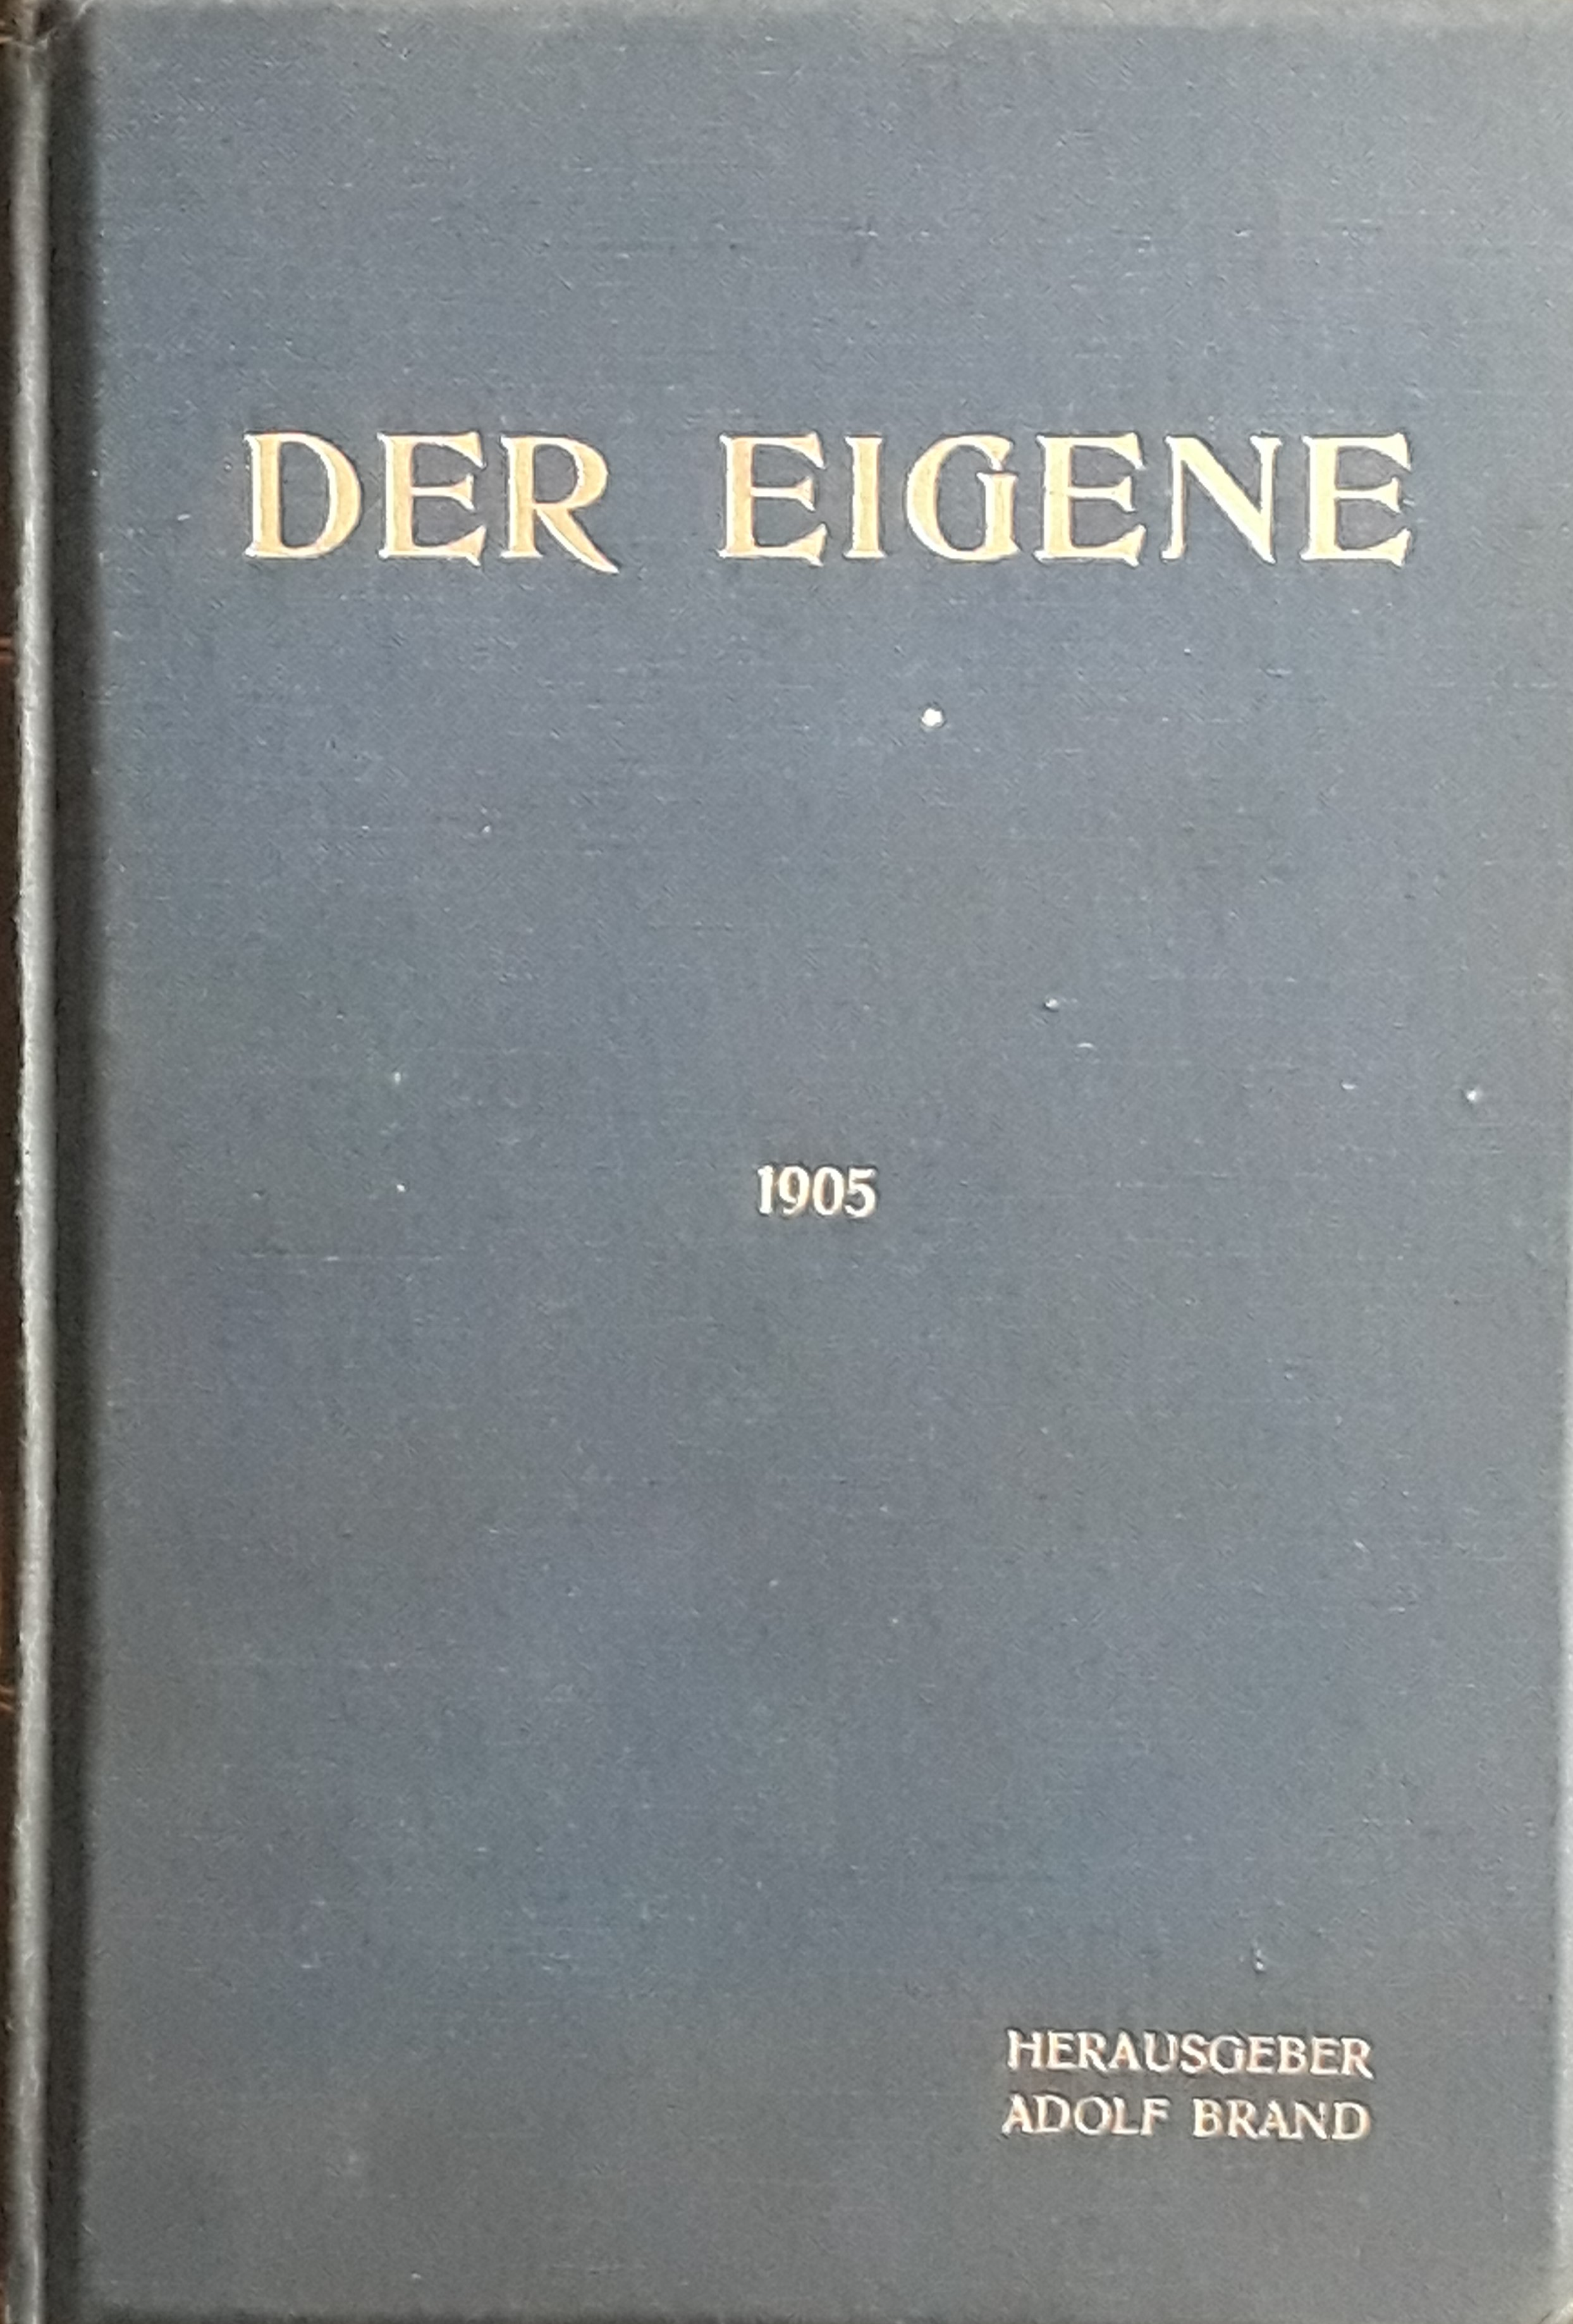 DER EIGENE
1905
HERAUSGEBER
ADOLF BRAND